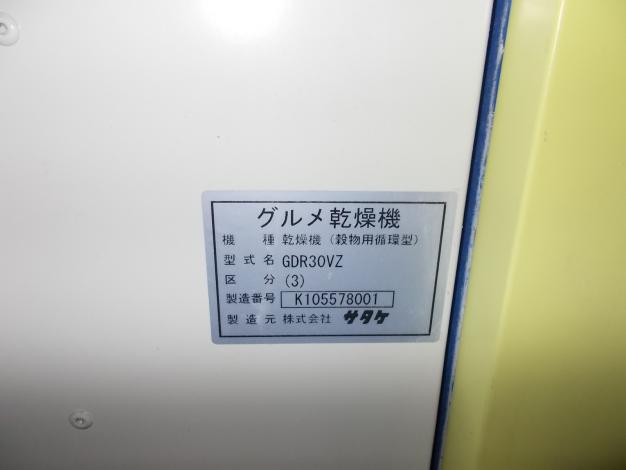 グルメ乾燥機
機 種 乾燥機(穀物用循環型)
型式名 GDR30VZ
区 分 (3)
製造番号 K105578001
製造元 株式会社 サタケ